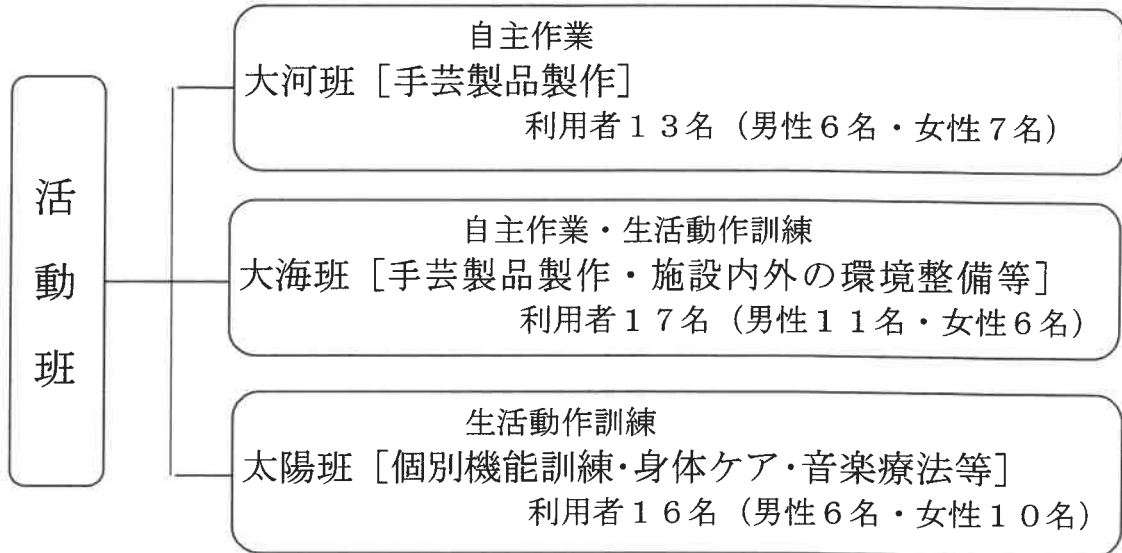 活動班
自主作業
大河班［手芸製品製作］
利用者１３名（男性６名・女性７名）
自主作業・生活動作訓練
大海班［手芸製品製作・施設内外の環境整備等］
利用者１７名（男性１１名・女性６名）
生活動作訓練
太陽班［個別機能訓練・身体ケア・音楽療法等］
利用者１６名（男性６名・女性１０名）